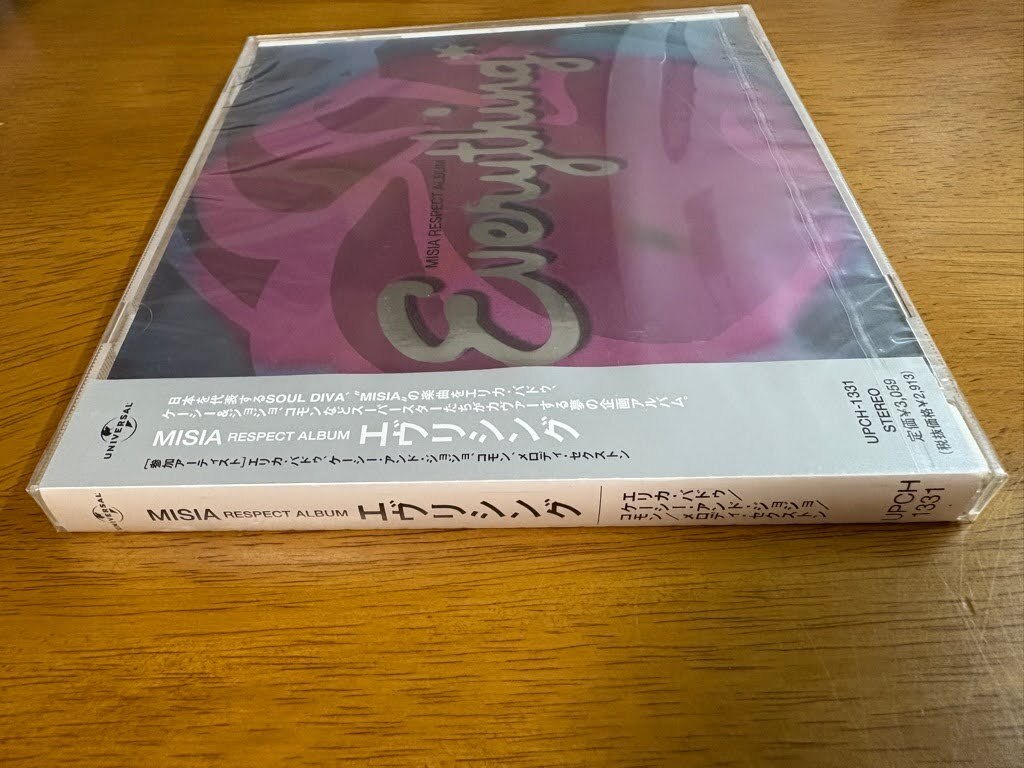 MISIA RESPECT ALBUM
Everything
日本を代表するSOUL DIVA、"MISIA"の楽曲をエリカ・バドゥ、
ケーシー&ジョジョ、コモンなどスーパースターたちがカヴァーする夢の企画アルバム。
UNIVERSAL
MISIA RESPECT ALBUM エヴリシング
[参加アーティスト]エリカ・バドゥ、ケーシー・アンド・ジョジョ、コモン、メロディ・セクストン
UPCH-1331
STEREO
定価¥3,059
(税抜価格¥2,913)
UNIVERSAL
MISIA RESPECT ALBUM エヴリシング
エリカ・バドゥ/
ケーシー・アンド・ジョジョ/
コモン/メロディ・セクストン
UPCH
1331